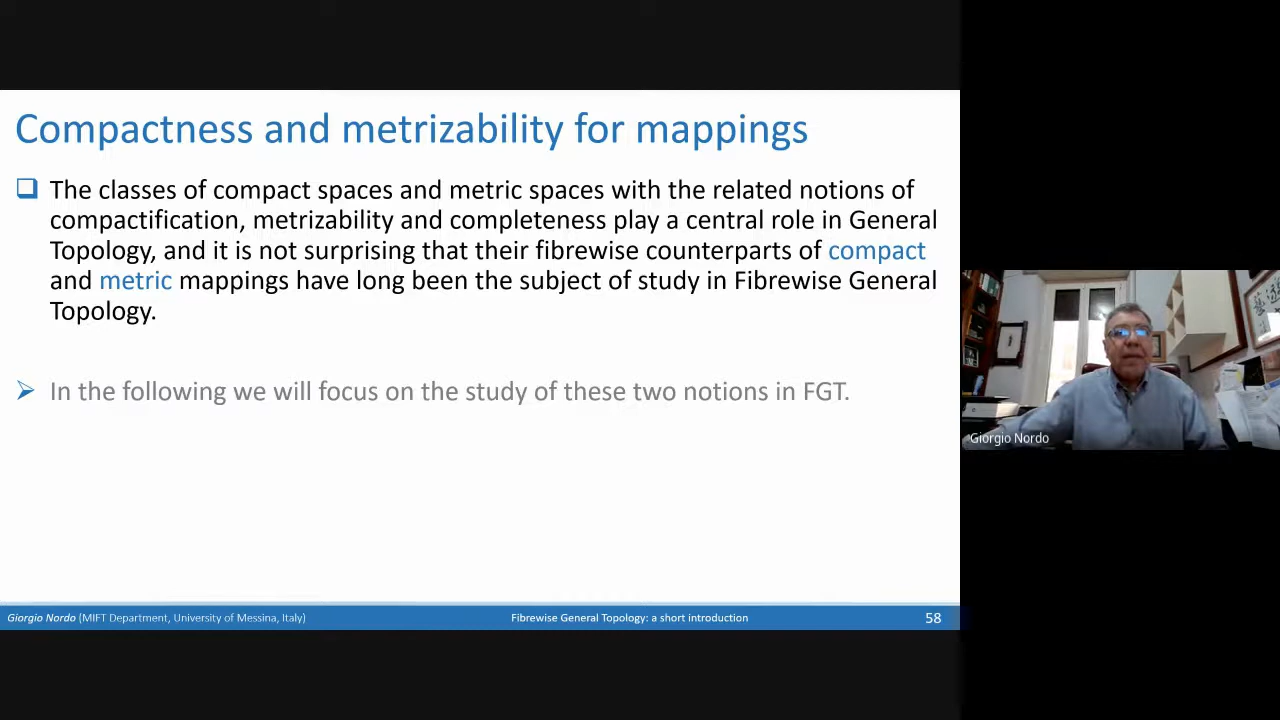 Compactness and metrizability for mappings
The classes of compact spaces and metric spaces with the related notions of
compactification, metrizability and completeness play a central role in General
Topology, and it is not surprising that their fibrewise counterparts of compact
and metric mappings have long been the subject of study in Fibrewise General
Topology.
In the following we will focus on the study of these two notions in FGT.
Giorgio Nordo (MIFT Department, University of Messina, Italy)
Fibrewise General Topology: a short introduction
58
Giorgio Nordo